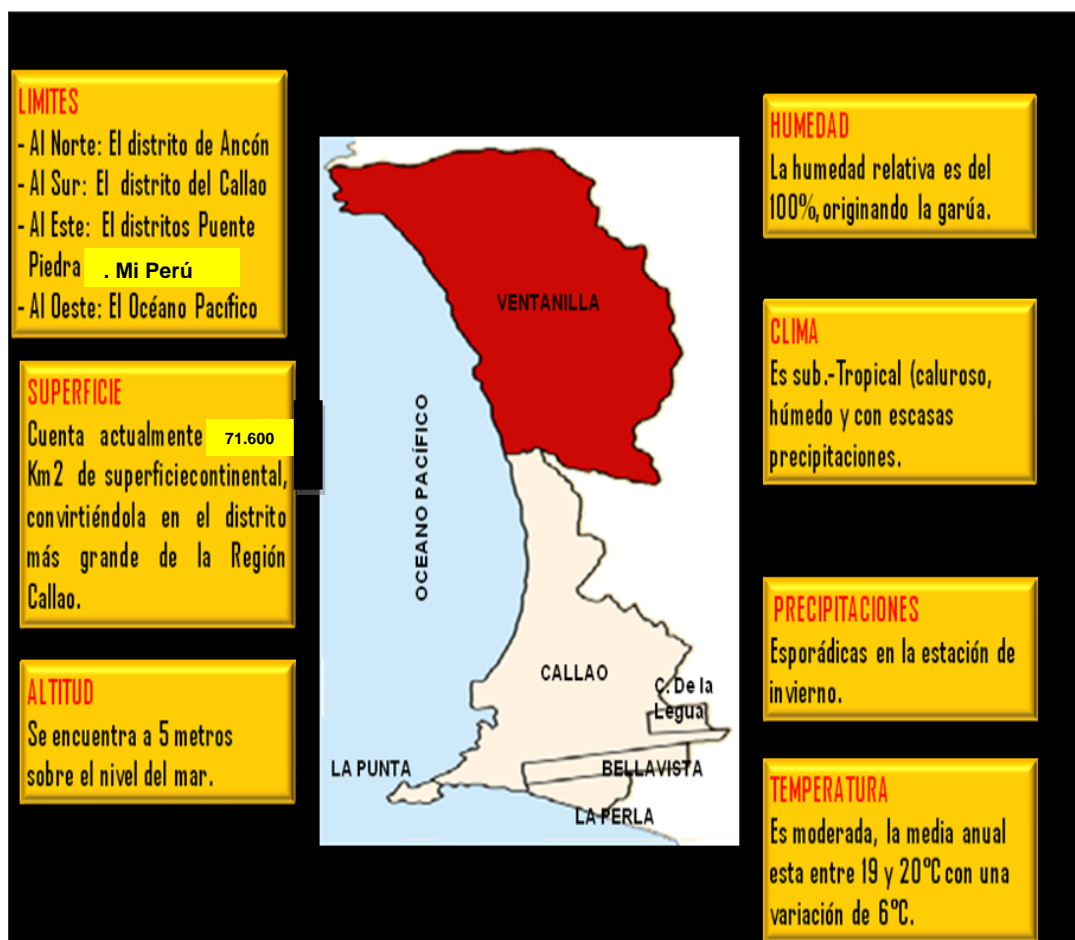 LIMITES
- Al Norte: El distrito de Ancón
- Al Sur: El distrito del Callao
- Al Este: El distritos Puente
Piedra . Mi Perú
- Al Oeste: El Océano Pacífico
SUPERFICIE
Cuenta actualmente 71.600
Km2 de superficiecontinental,
convirtiéndola en el distrito
más grande de la Región
Callao.
ALTITUD
Se encuentra a 5 metros
sobre el nivel del mar.
VENTANILLA
OCEANO PACÍFICO
CALLAO
C. De la
Legua
LA PUNTA
BELLAVISTA
LA PERLA
HUMEDAD
La humedad relativa es del
100%, originando la garúa.
CLIMA
Es sub.-Tropical (caluroso,
húmedo y con escasas
precipitaciones.
PRECIPITACIONES
Esporádicas en la estación de
invierno.
TEMPERATURA
Es moderada, la media anual
esta entre 19 y 20°C con una
variación de 6°C.